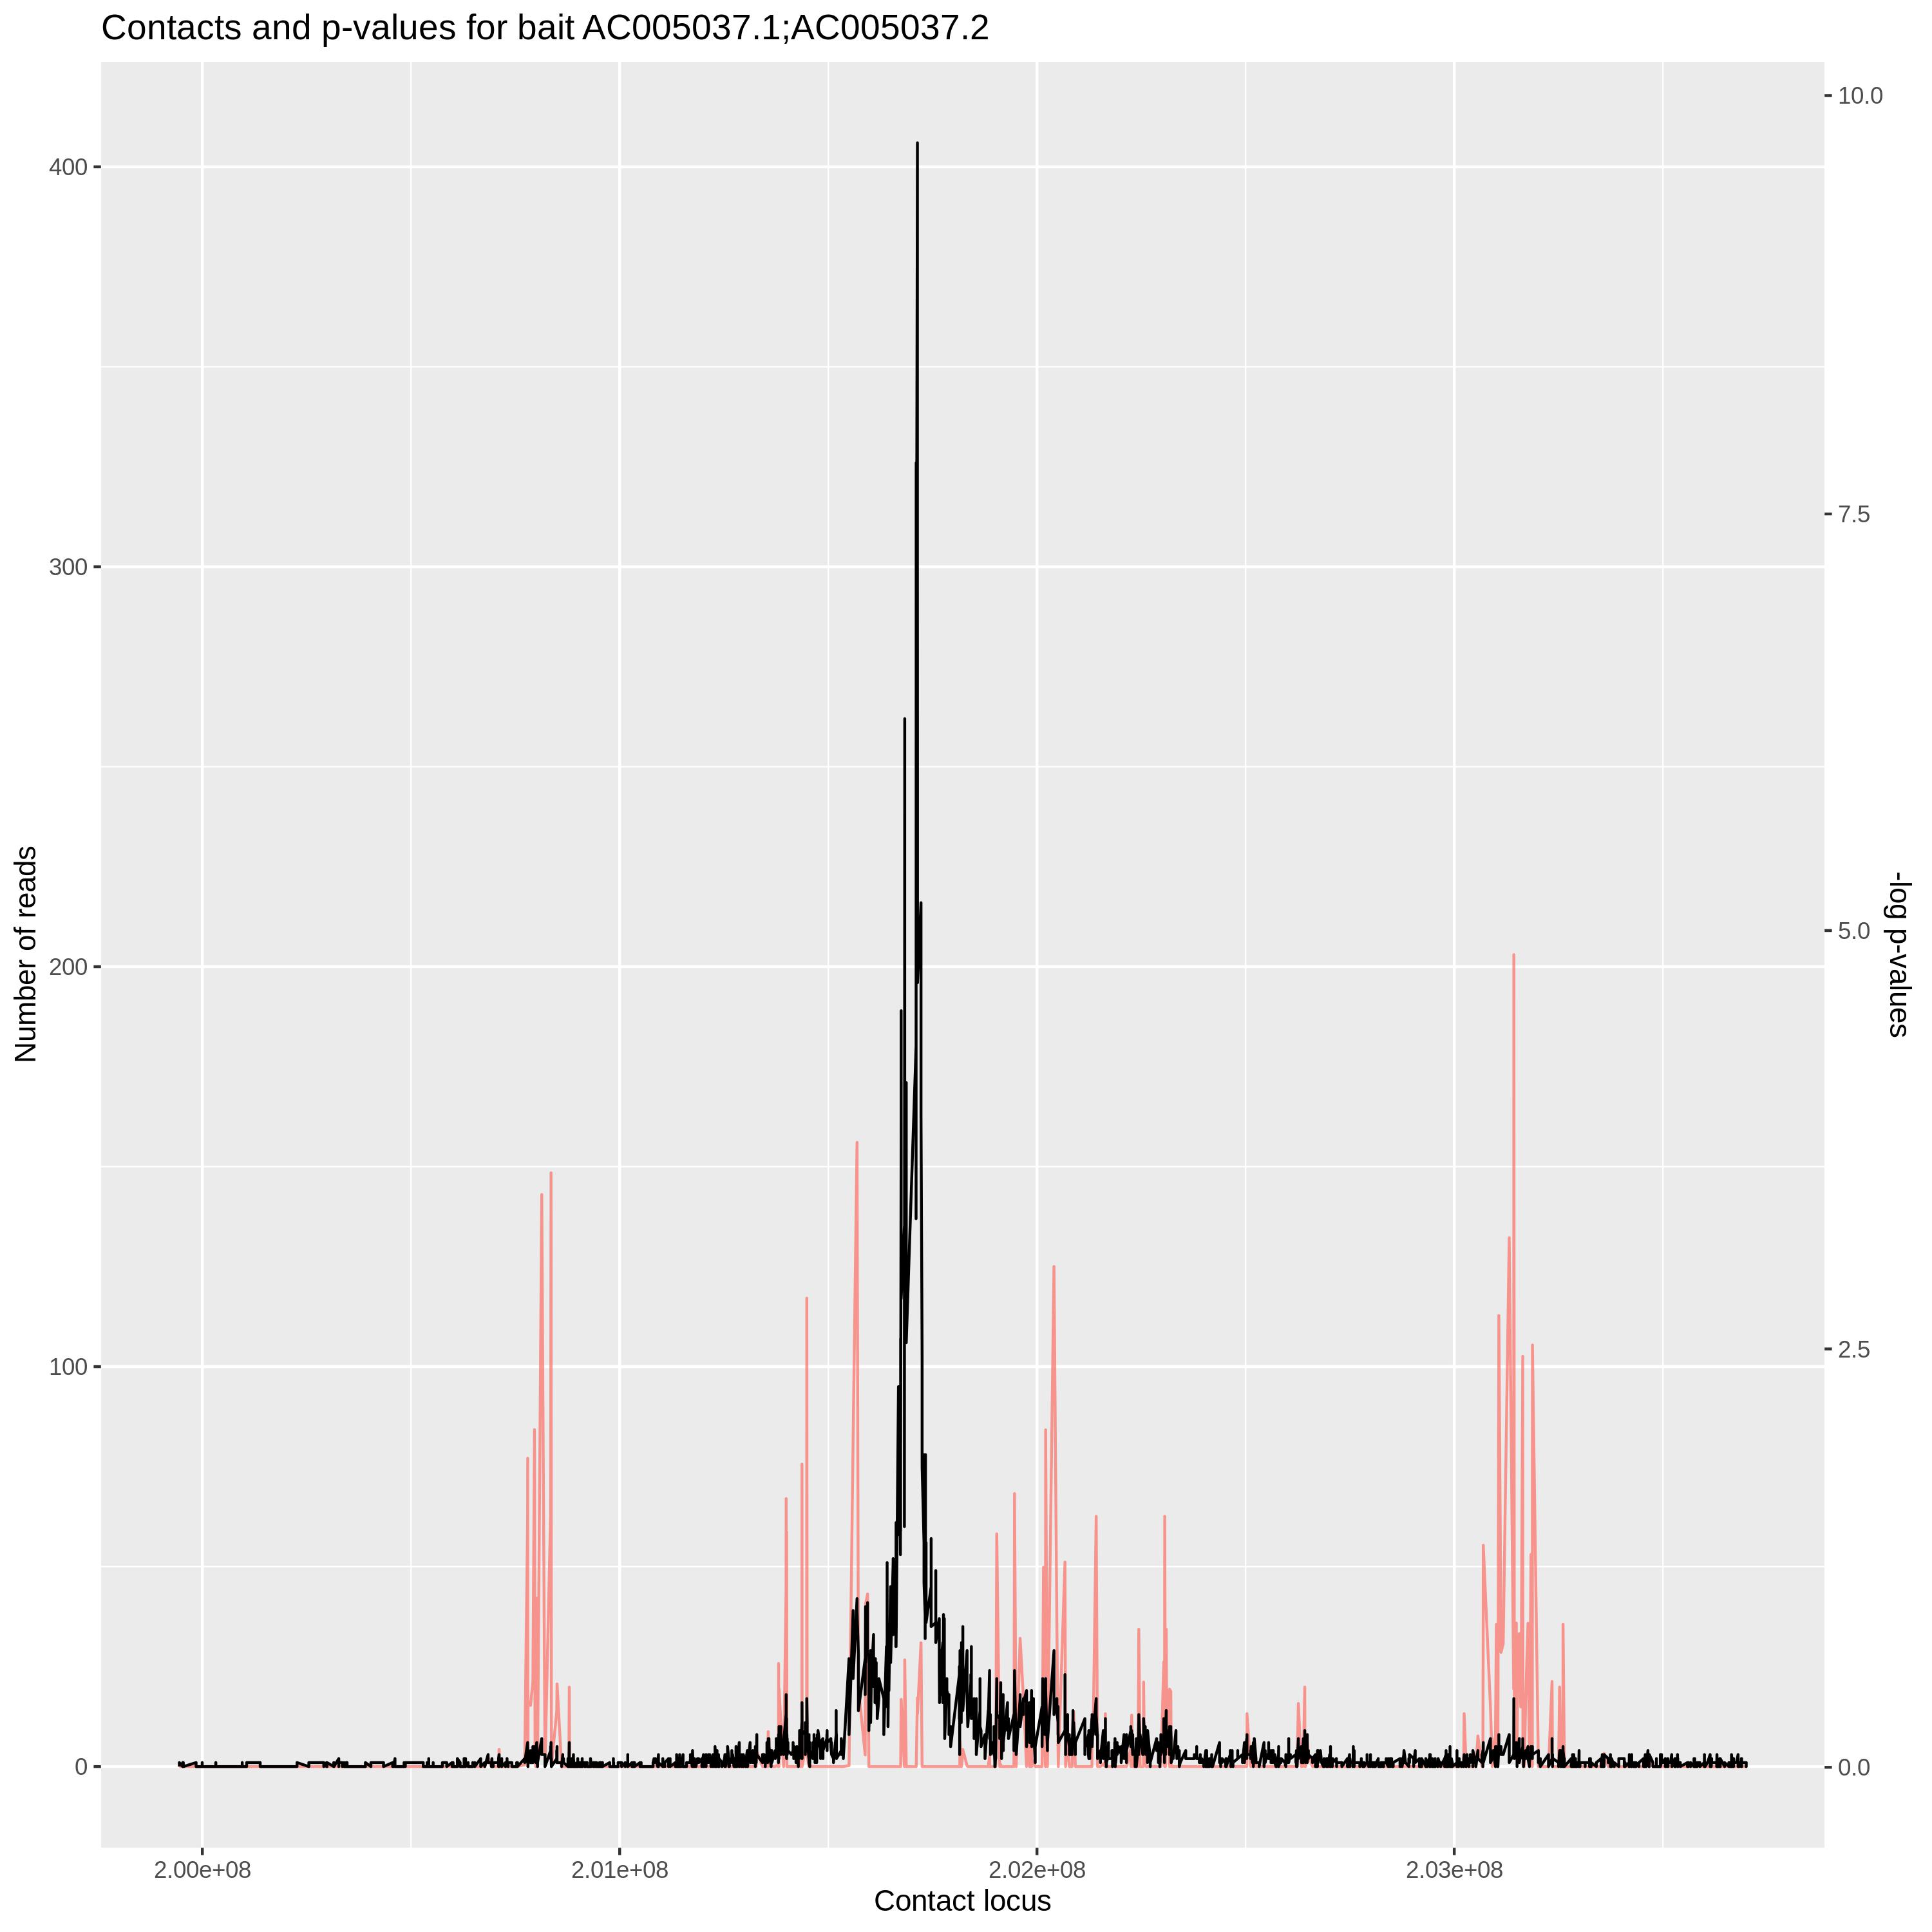 Contacts and p-values for bait AC005037.1;AC005037.2
400
300
200
100
0
Number of reads
10.0
7.5
5.0
2.5
0.0
-log p-values
2.00e+08
2.01e+08
2.02e+08
2.03e+08
Contact locus